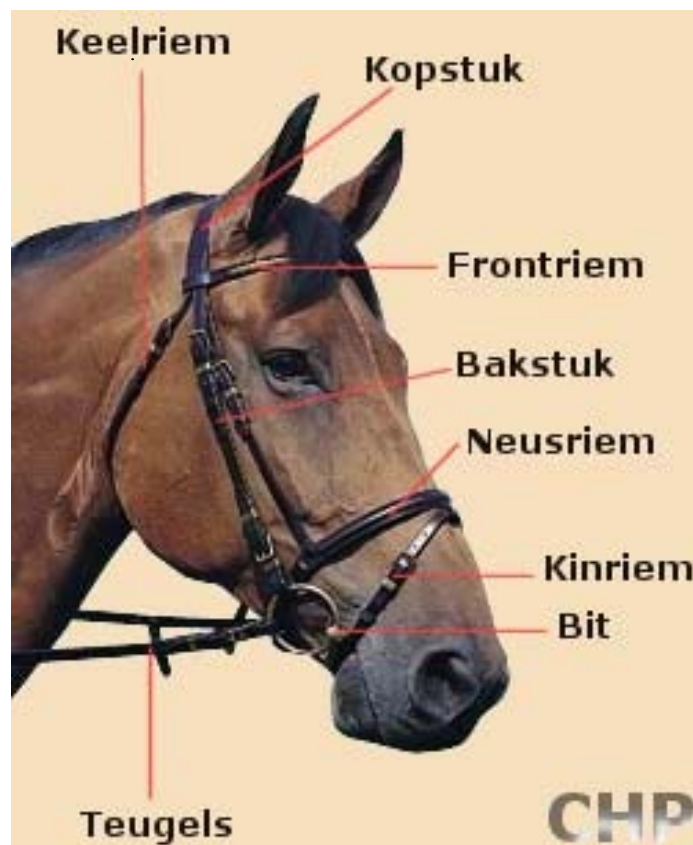 Keelriem
Kopstuk
Frontriem
Bakstuk
Neusriem
Kinriem
Bit
Teugels
CHP